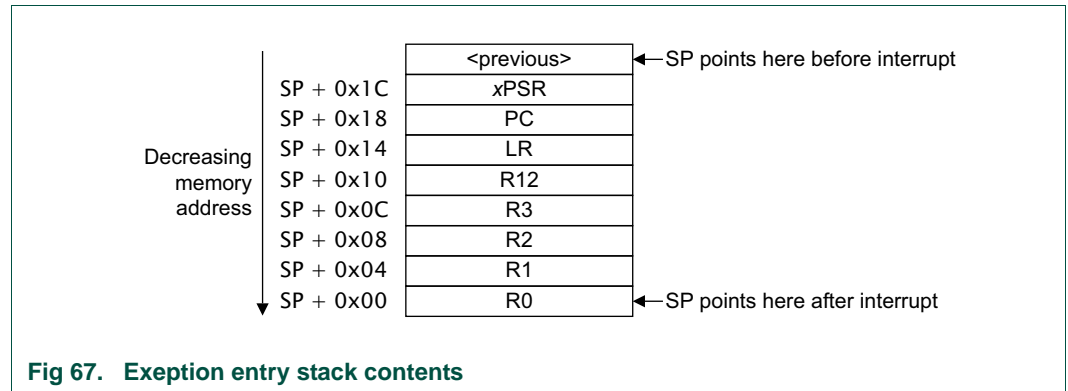 <previous>
SP points here before interrupt
SP + 0x1C
xPSR
SP + 0x18
PC
SP + 0x14
LR
Decreasing
memory
address
SP + 0x10
R12
SP + 0x0C
R3
SP + 0x08
R2
SP + 0x04
R1
SP + 0x00
R0
SP points here after interrupt
Fig 67. Exeption entry stack contents